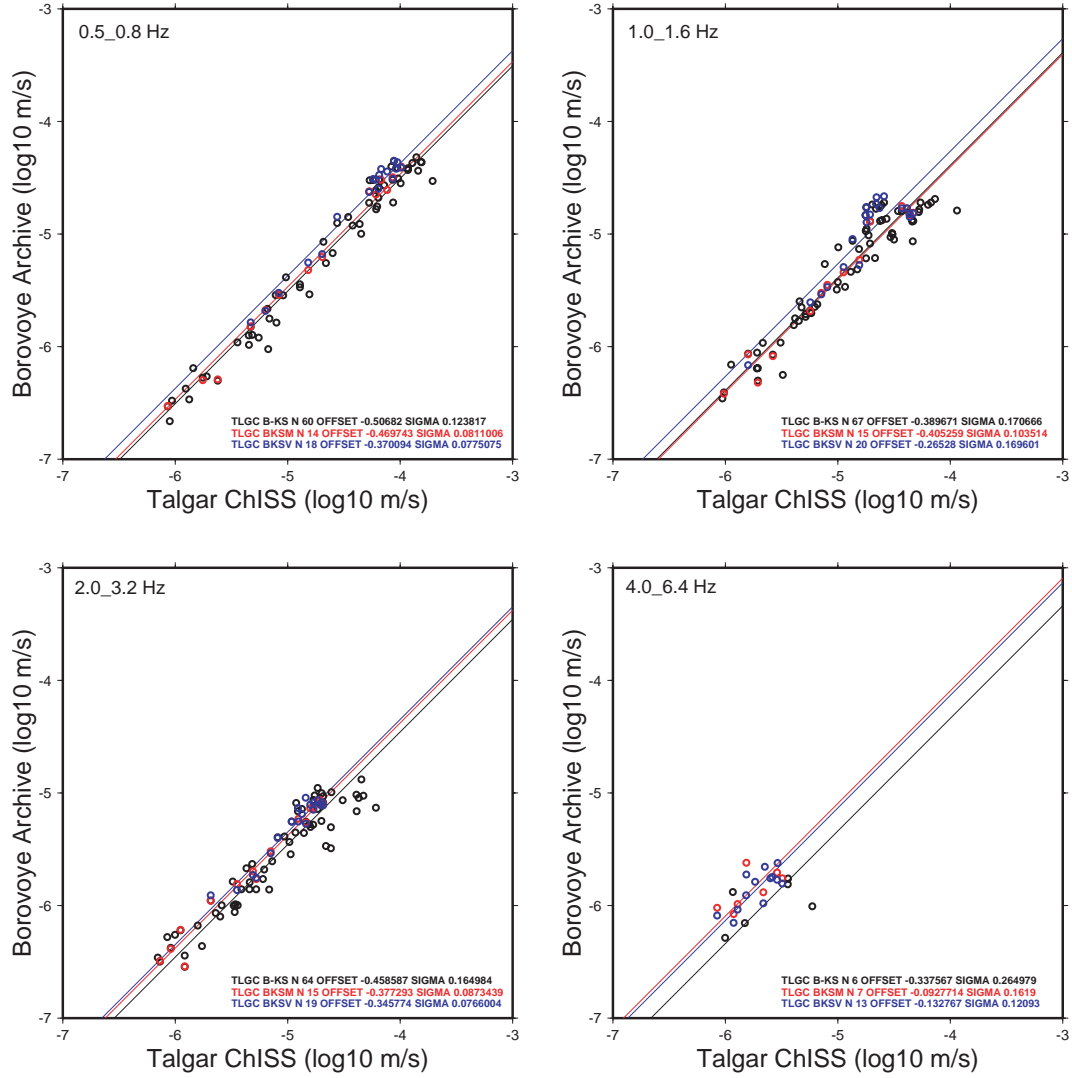 0.5_0.8 Hz
-3
-4
-5
-6
-7
Borovoye Archive (log10 m/s)
TLGC B-KS N 60 OFFSET -0.50682 SIGMA 0.123817
TLGC BKSM N 14 OFFSET -0.469743 SIGMA 0.0811006
TLGC BKSV N 18 OFFSET -0.370094 SIGMA 0.0775075
-7 -6 -5 -4 -3
Talgar ChISS (log10 m/s)
1.0_1.6 Hz
-3
-4
-5
-6
-7
Borovoye Archive (log10 m/s)
TLGC B-KS N 67 OFFSET -0.389671 SIGMA 0.170666
TLGC BKSM N 15 OFFSET -0.405259 SIGMA 0.103514
TLGC BKSV N 20 OFFSET -0.26528 SIGMA 0.169601
-7 -6 -5 -4 -3
Talgar ChISS (log10 m/s)
2.0_3.2 Hz
-3
-4
-5
-6
-7
Borovoye Archive (log10 m/s)
TLGC B-KS N 64 OFFSET -0.458587 SIGMA 0.164984
TLGC BKSM N 15 OFFSET -0.377293 SIGMA 0.0873439
TLGC BKSV N 19 OFFSET -0.345774 SIGMA 0.0766004
-7 -6 -5 -4 -3
Talgar ChISS (log10 m/s)
4.0_6.4 Hz
-3
-4
-5
-6
-7
Borovoye Archive (log10 m/s)
TLGC B-KS N 6 OFFSET -0.337567 SIGMA 0.264979
TLGC BKSM N 7 OFFSET -0.0927714 SIGMA 0.1619
TLGC BKSV N 13 OFFSET -0.132767 SIGMA 0.12093
-7 -6 -5 -4 -3
Talgar ChISS (log10 m/s)